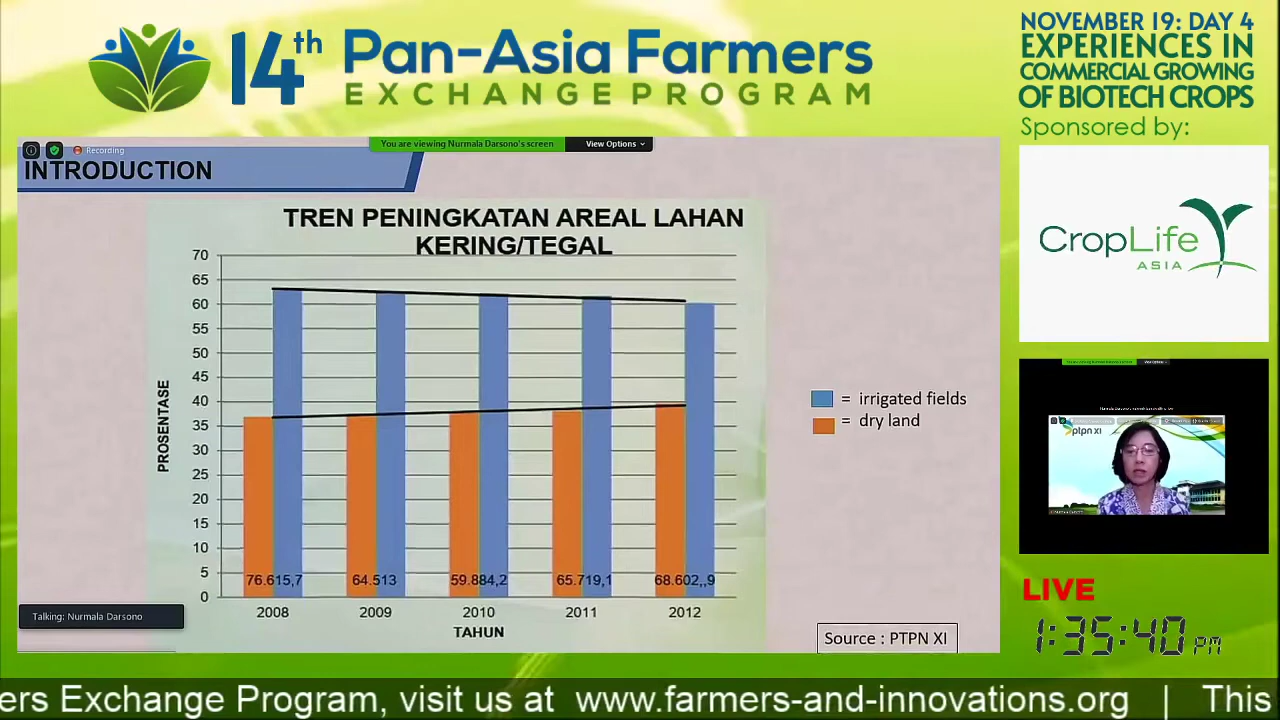 14th Pan-Asia Farmers
EXCHANGE PROGRAM
NOVEMBER 19: DAY 4
EXPERIENCES IN
COMMERCIAL GROWING
OF BIOTECH CROPS
Sponsored by:
CropLife
ASIA
Recording
You are viewing Nurmala Darsono's screen
View Options
INTRODUCTION
TREN PENINGKATAN AREAL LAHAN
KERING/TEGAL
PROSENTASE
70
65
60
55
50
45
40
35
30
25
20
15
10
5
0
76.615,7 64.513 59.884,2 65.719,1 68.602,,9
2008 2009 2010 2011 2012
TAHUN
= irrigated fields
= dry land
Source : PTPN XI
Talking: Nurmala Darsono
ptpn XI
LIVE
1:35:40 PM
ers Exchange Program, visit us at www.farmers-and-innovations.org | This